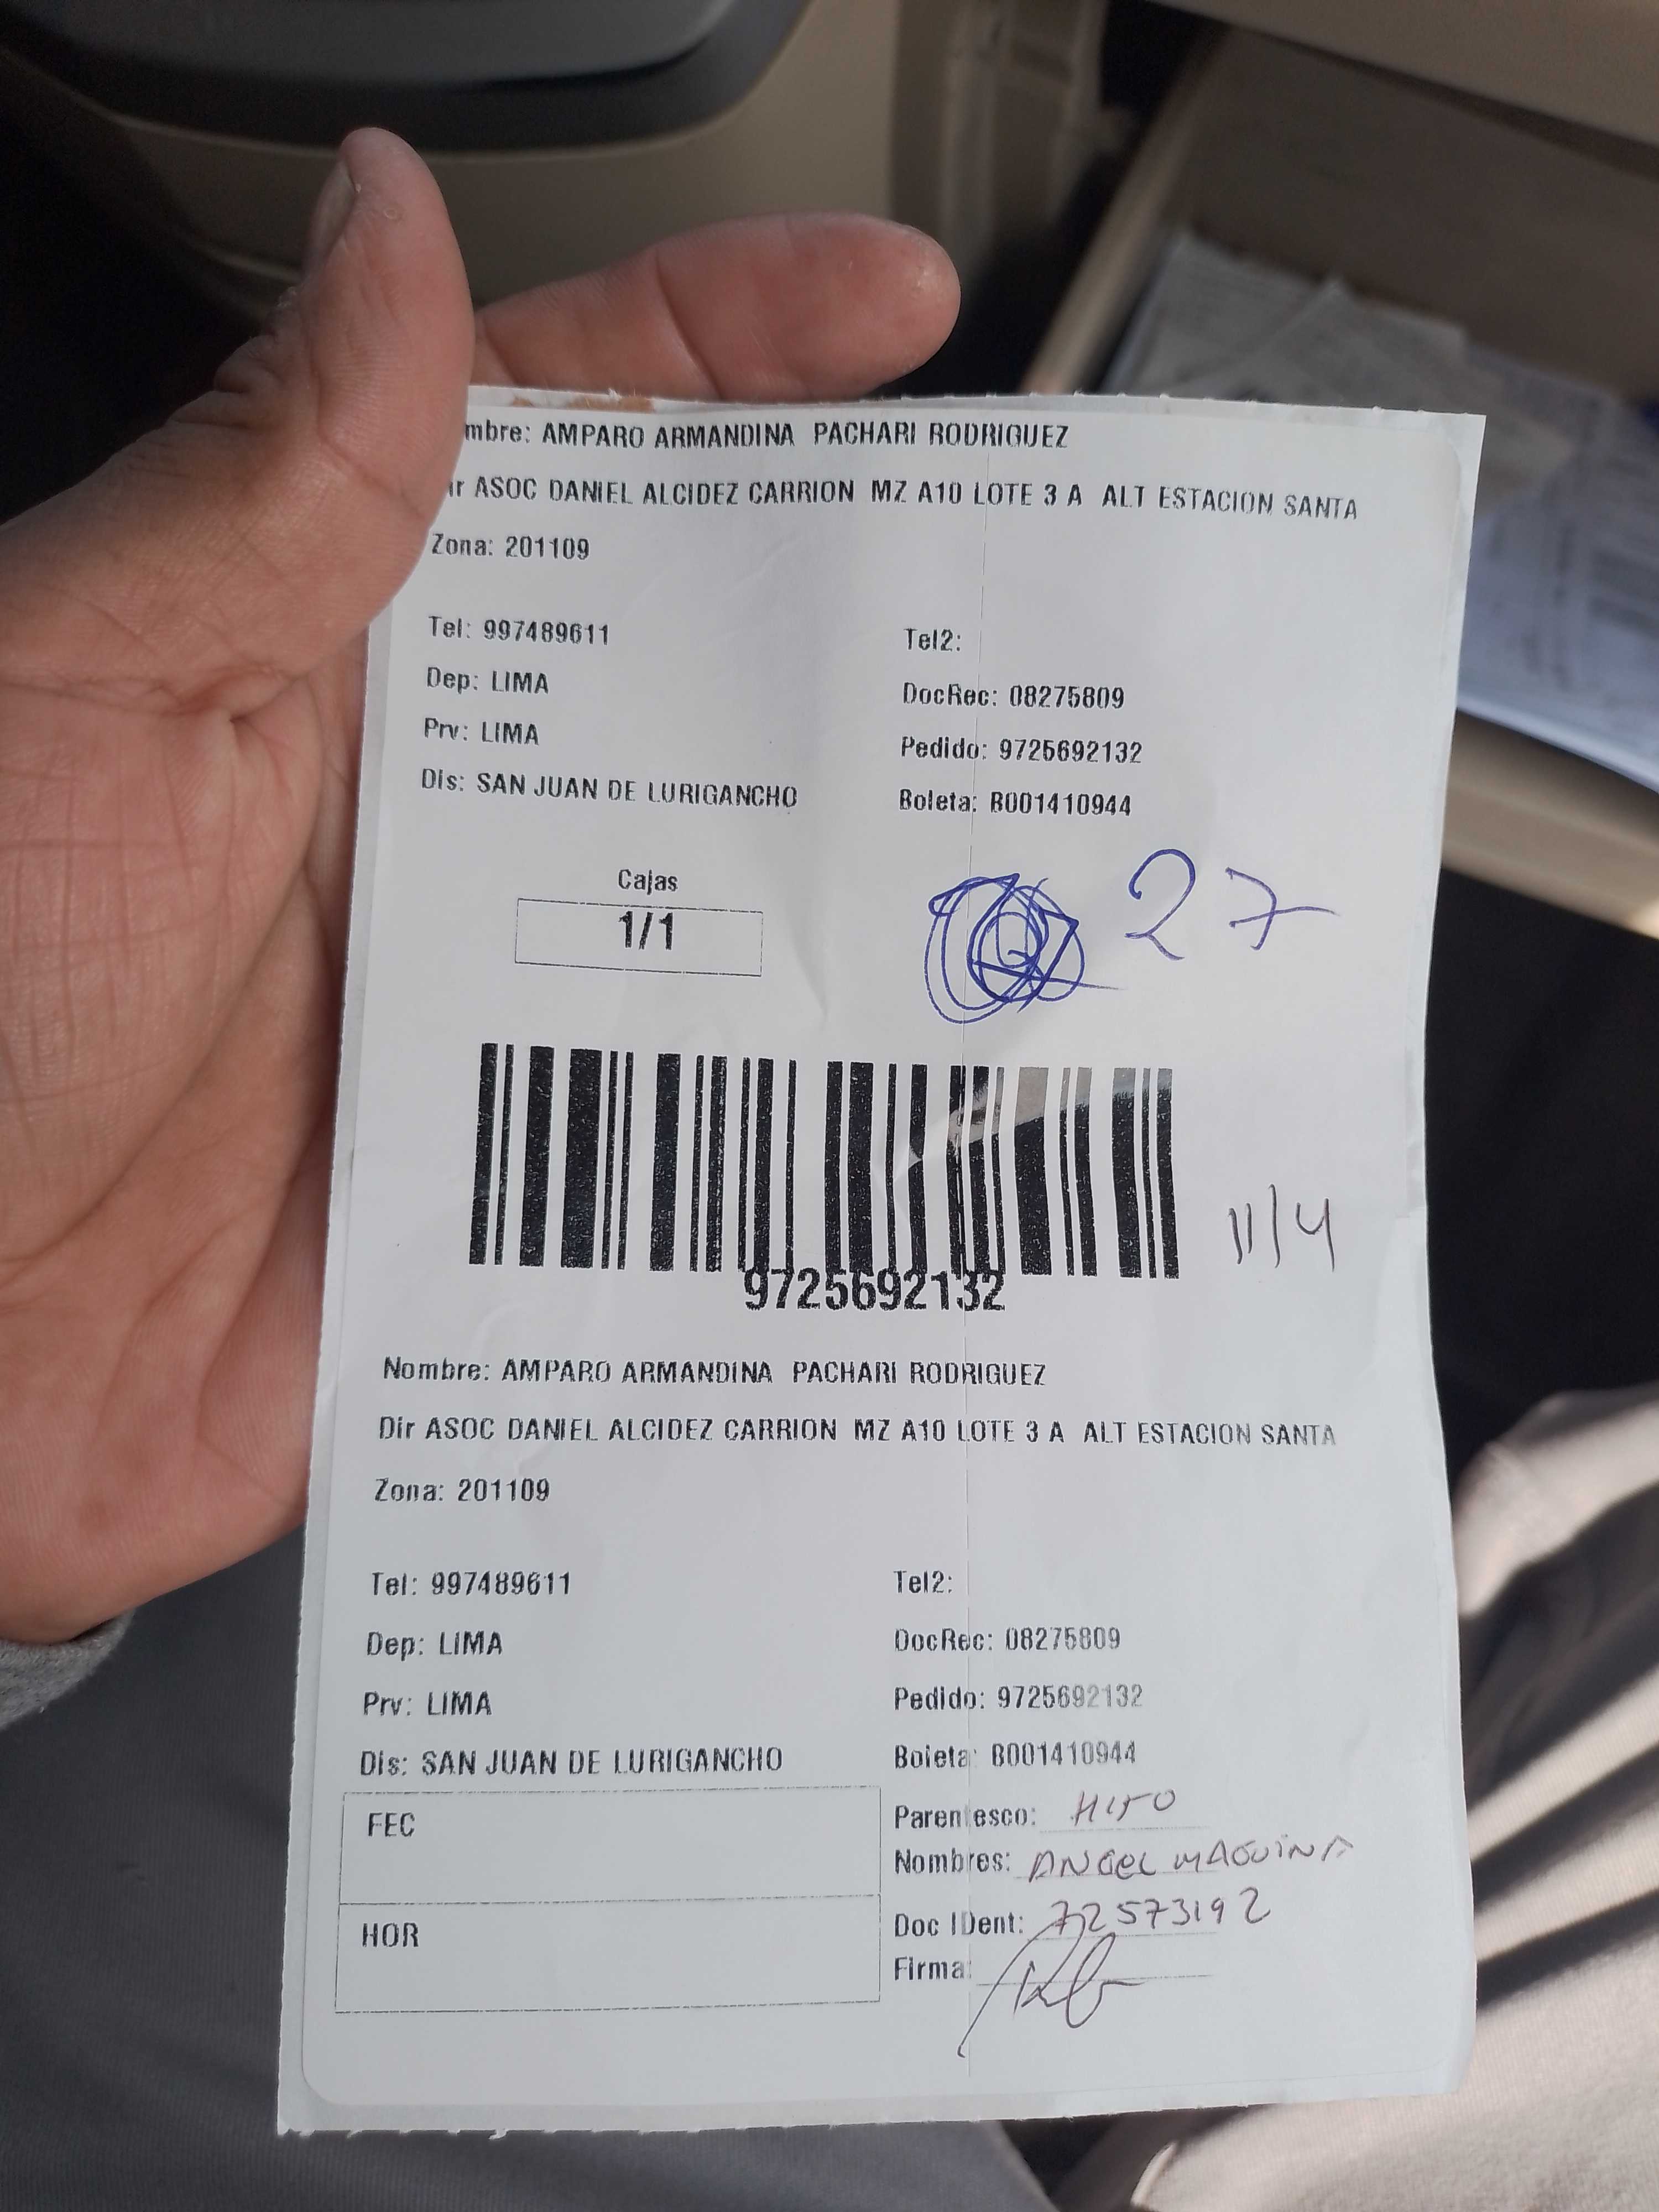 mbre: AMPARO ARMANDINA PACHARI RODRIGUEZ
ir ASOC DANIEL ALCIDEZ CARRION MZ A10 LOTE 3 A ALT ESTACION SANTA
Zona: 201109
Tel: 997489611 Tel2:
Dep: LIMA DocRec: 08275809
Prv: LIMA Pedido: 9725692132
Dis: SAN JUAN DE LURIGANCHO Boleta: B001410944
Cajas
1/1
27
11/4
9725692132
Nombre: AMPARO ARMANDINA PACHARI RODRIGUEZ
Dir ASOC DANIEL ALCIDEZ CARRION MZ A10 LOTE 3 A ALT ESTACION SANTA
Zona: 201109
Tel: 997489611 Tel2:
Dep: LIMA DocRec: 08275809
Prv: LIMA Pedido: 9725692132
Dis: SAN JUAN DE LURIGANCHO Boleta: B001410944
FEC
HOR
Parentesco: HIJO
Nombres: ANGEL MAGUIÑA
Doc IDent: 72573192
Firma: